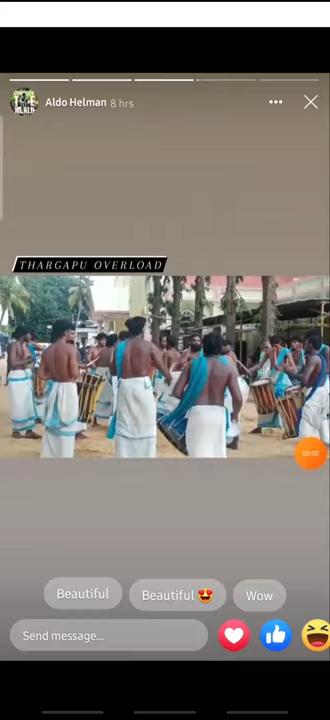 Aldo Helman 8 hrs
THARGAPU OVERLOAD
00:00
Beautiful
Beautiful 😍
Wow
Send message...